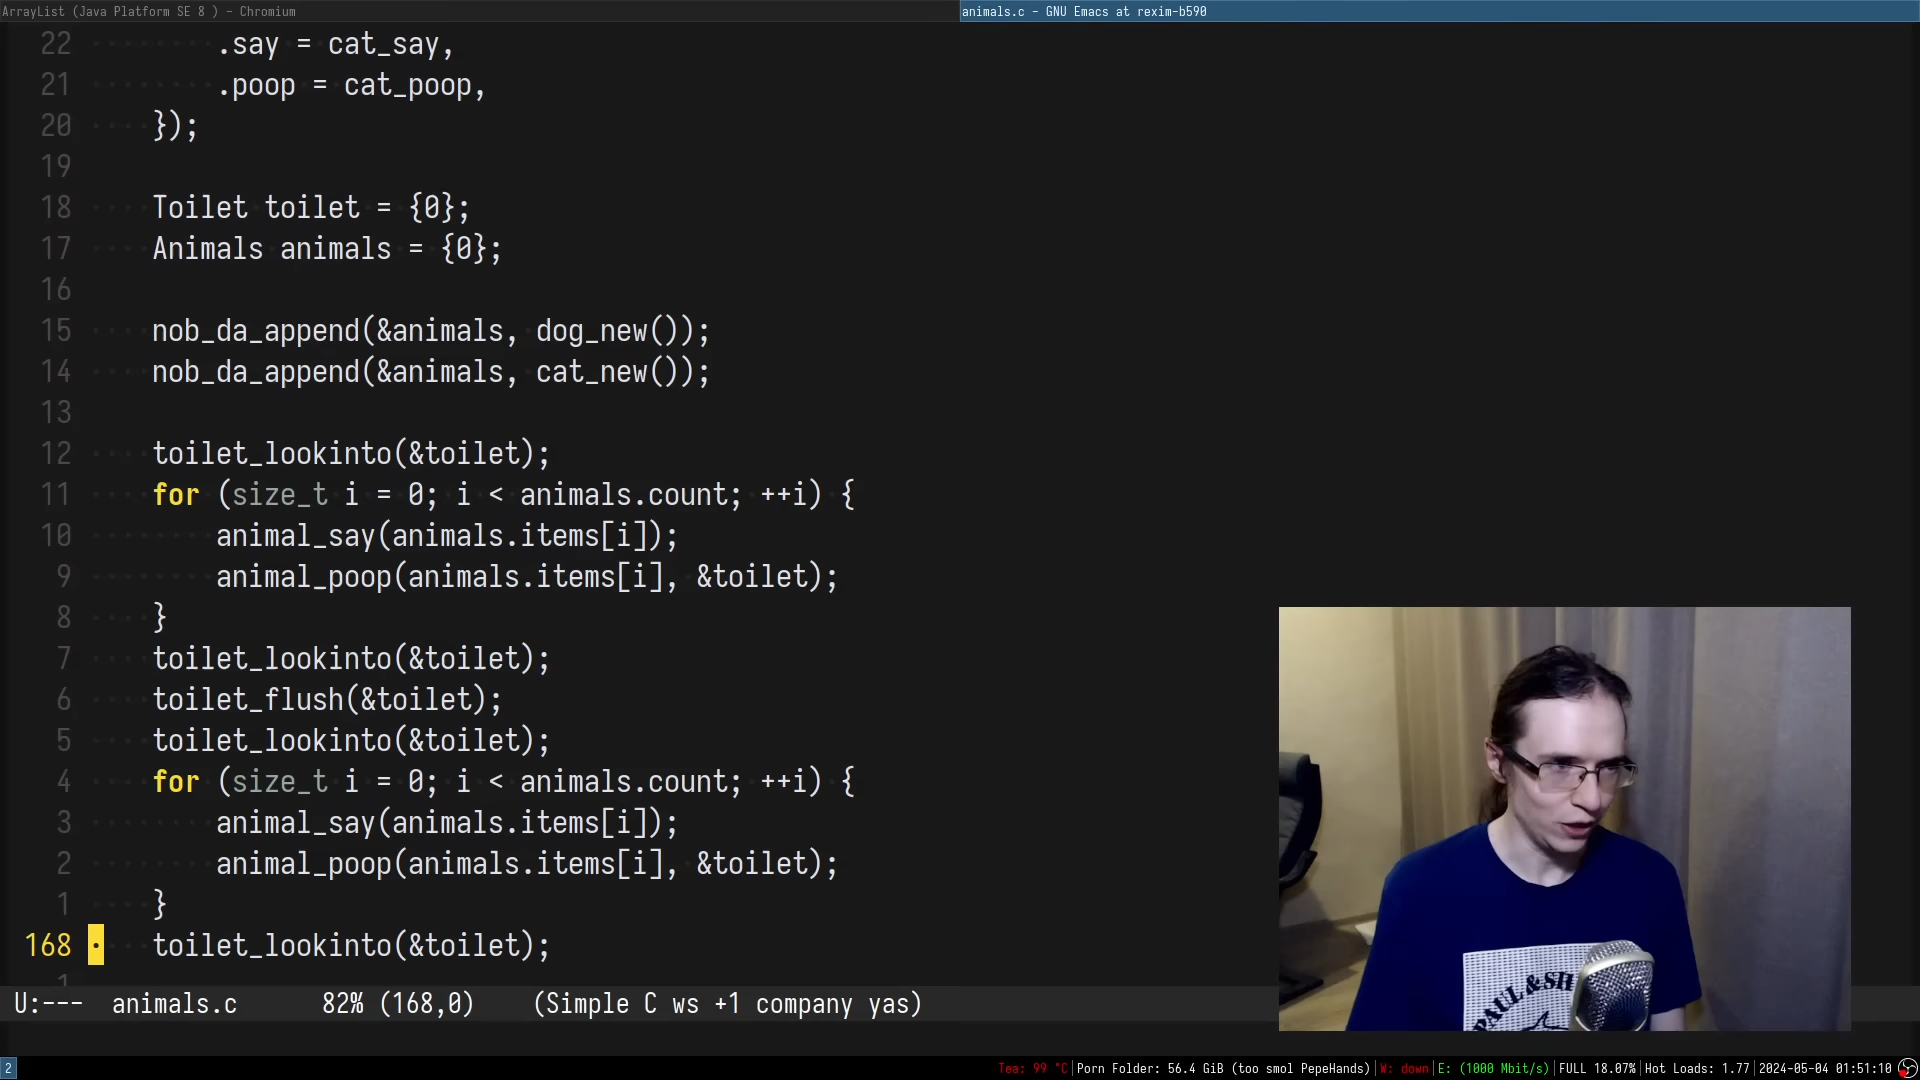 ArrayList (Java Platform SE 8 ) - Chromium
animals.c - GNU Emacs at rexim-b590
22 .say = cat_say,
21 .poop = cat_poop,
20 });
19
18 Toilet toilet = {0};
17 Animals animals = {0};
16
15 nob_da_append(&animals, dog_new());
14 nob_da_append(&animals, cat_new());
13
12 toilet_lookinto(&toilet);
11 for (size_t i = 0; i < animals.count; ++i) {
10 animal_say(animals.items[i]);
9 animal_poop(animals.items[i], &toilet);
8 }
7 toilet_lookinto(&toilet);
6 toilet_flush(&toilet);
5 toilet_lookinto(&toilet);
4 for (size_t i = 0; i < animals.count; ++i) {
3 animal_say(animals.items[i]);
2 animal_poop(animals.items[i], &toilet);
1 }
168 toilet_lookinto(&toilet);
1
U:--- animals.c 82% (168,0) (Simple C ws +1 company yas)
PAUL & SH
2
Tea: 99 °C|Porn Folder: 56.4 GiB (too smol PepeHands)|W: down|E: (1000 Mbit/s)|FULL 18.07%|Hot Loads: 1.77|2024-05-04 01:51:10